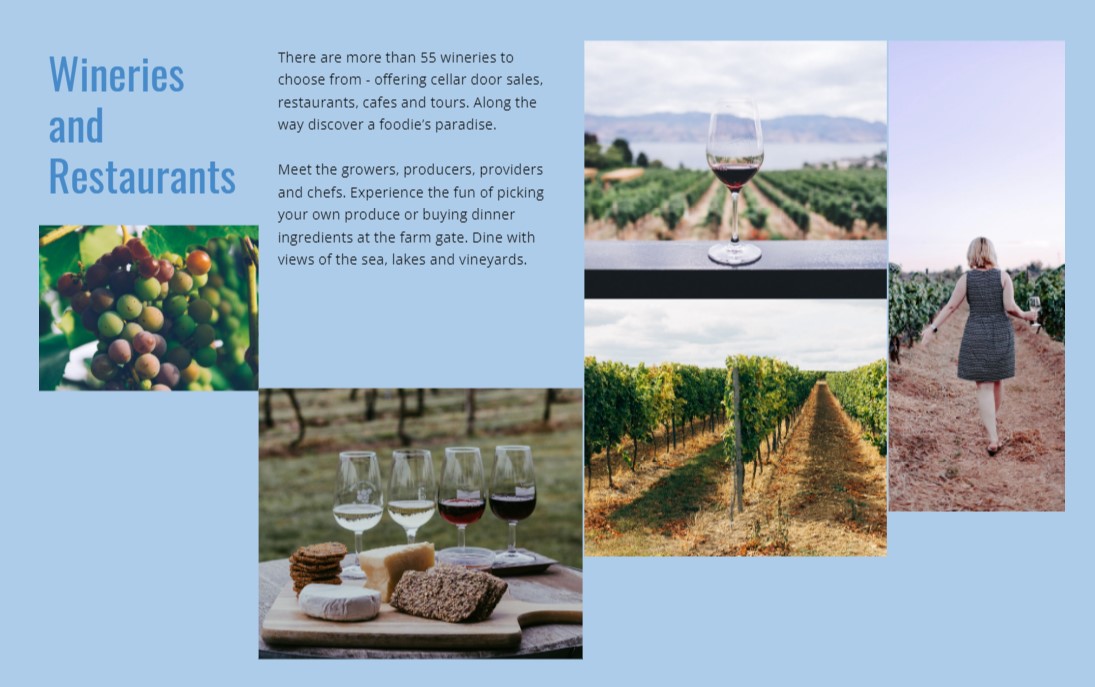 Wineries
and
Restaurants
There are more than 55 wineries to
choose from - offering cellar door sales,
restaurants, cafes and tours. Along the
way discover a foodie’s paradise.
Meet the growers, producers, providers
and chefs. Experience the fun of picking
your own produce or buying dinner
ingredients at the farm gate. Dine with
views of the sea, lakes and vineyards.